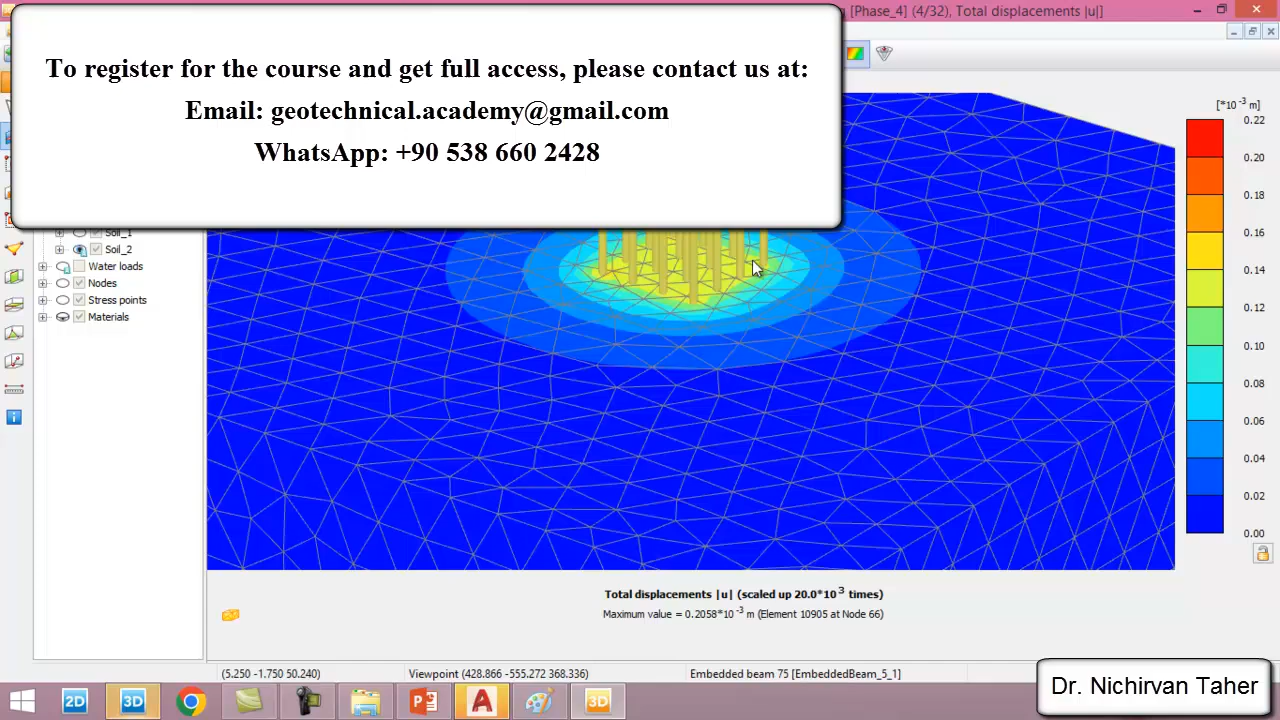 [Phase_4] (4/32), Total displacements |u|]
To register for the course and get full access, please contact us at:
Email: geotechnical.academy@gmail.com
WhatsApp: +90 538 660 2428
[*10⁻³ m]
0.22
0.20
0.18
0.16
0.14
0.12
0.10
0.08
0.06
0.04
0.02
0.00
Soil_1
Soil_2
Water loads
Nodes
Stress points
Materials
Total displacements |u| (scaled up 20.0*10³ times)
Maximum value = 0.2058*10⁻³ m (Element 10905 at Node 66)
(5.250 -1.750 50.240)
Viewpoint (428.866 -555.272 368.336)
Embedded beam 75 [EmbeddedBeam_5_1]
2D
3D
3D
Dr. Nichirvan Taher